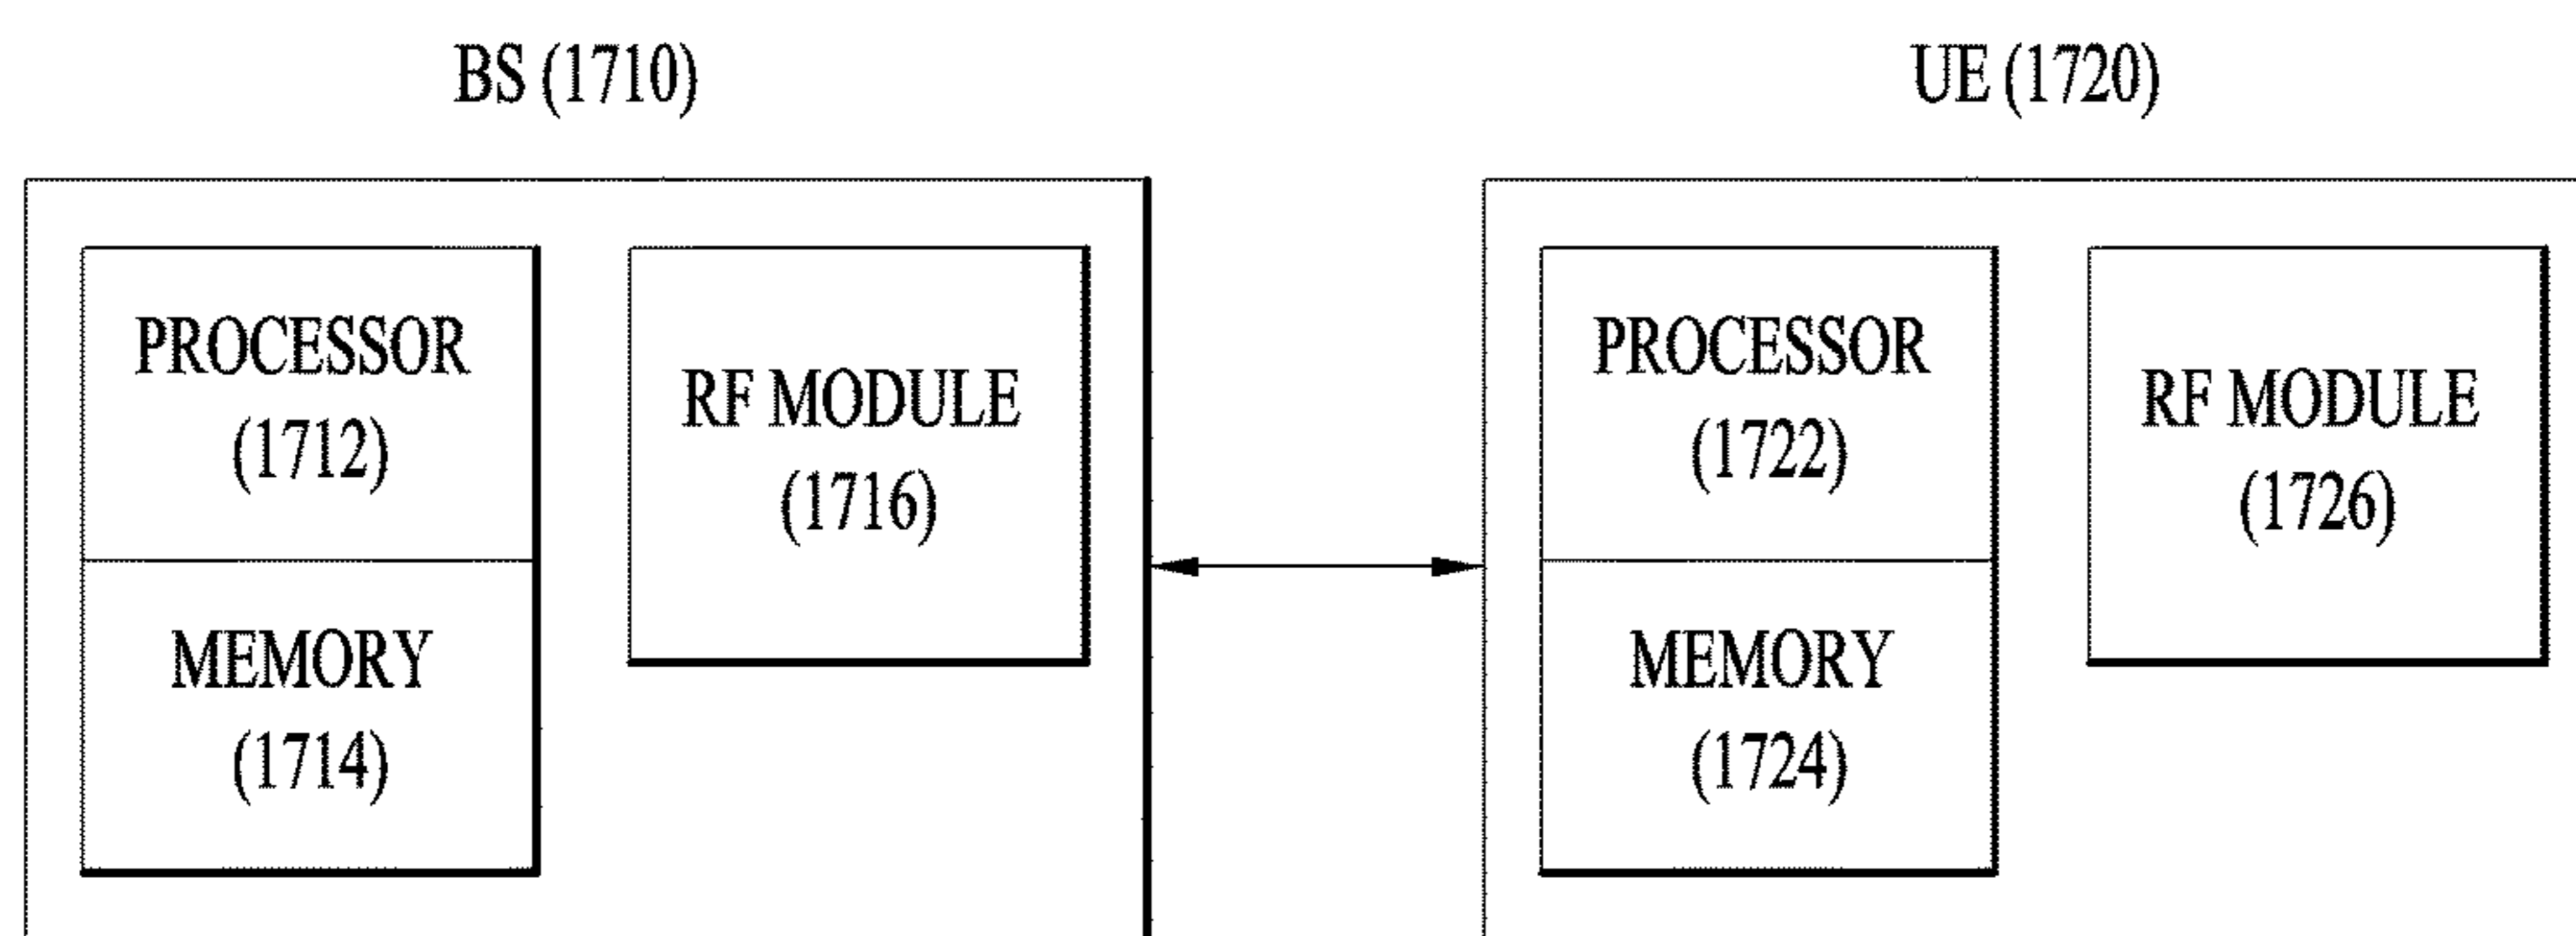 BS (1710)
PROCESSOR
(1712)
MEMORY
(1714)
RF MODULE
(1716)
UE (1720)
PROCESSOR
(1722)
MEMORY
(1724)
RF MODULE
(1726)